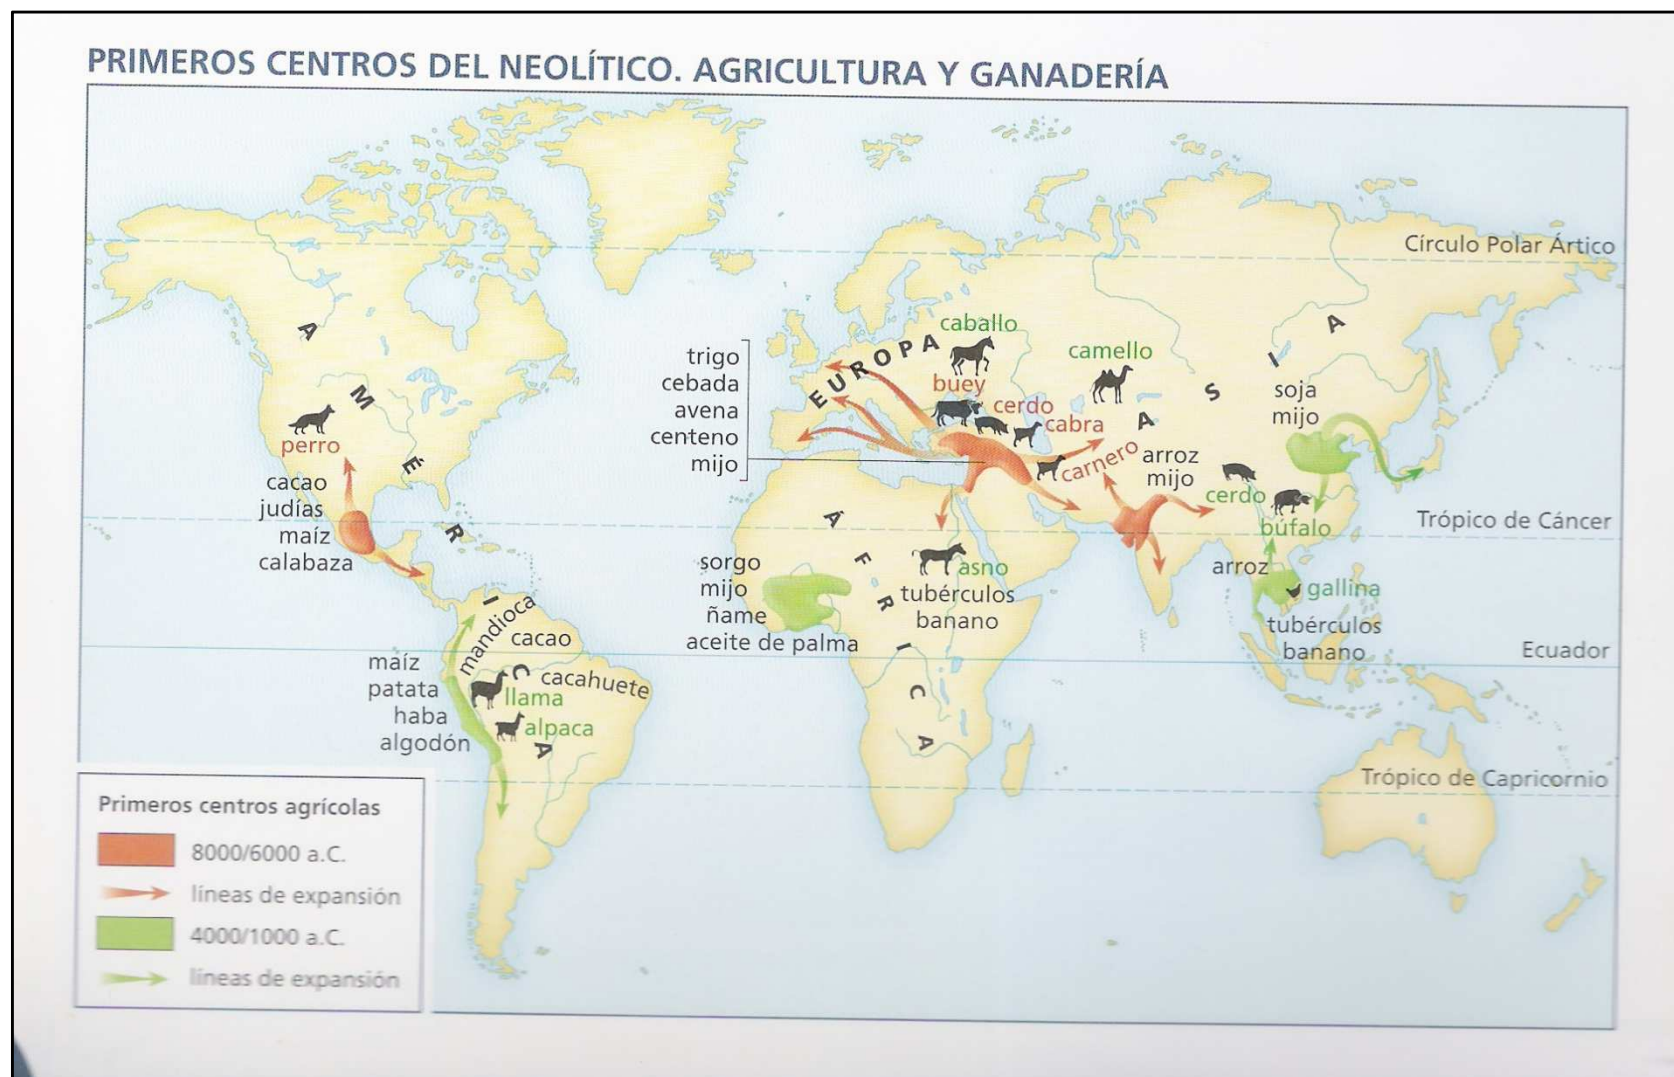 PRIMEROS CENTROS DEL NEOLÍTICO. AGRICULTURA Y GANADERÍA
Círculo Polar Ártico
AMÉRICA
EUROPA
ASIA
ÁFRICA
caballo
camello
trigo
cebada
avena
centeno
mijo
buey
cerdo
cabra
carnero
soja
mijo
arroz
mijo
cerdo
búfalo
perro
cacao
judías
maíz
calabaza
Trópico de Cáncer
sorgo
mijo
ñame
aceite de palma
asno
tubérculos
banano
arroz
gallina
tubérculos
banano
mandioca
cacao
cacahuete
Ecuador
maíz
patata
haba
algodón
llama
alpaca
Trópico de Capricornio
Primeros centros agrícolas
8000/6000 a.C.
líneas de expansión
4000/1000 a.C.
líneas de expansión